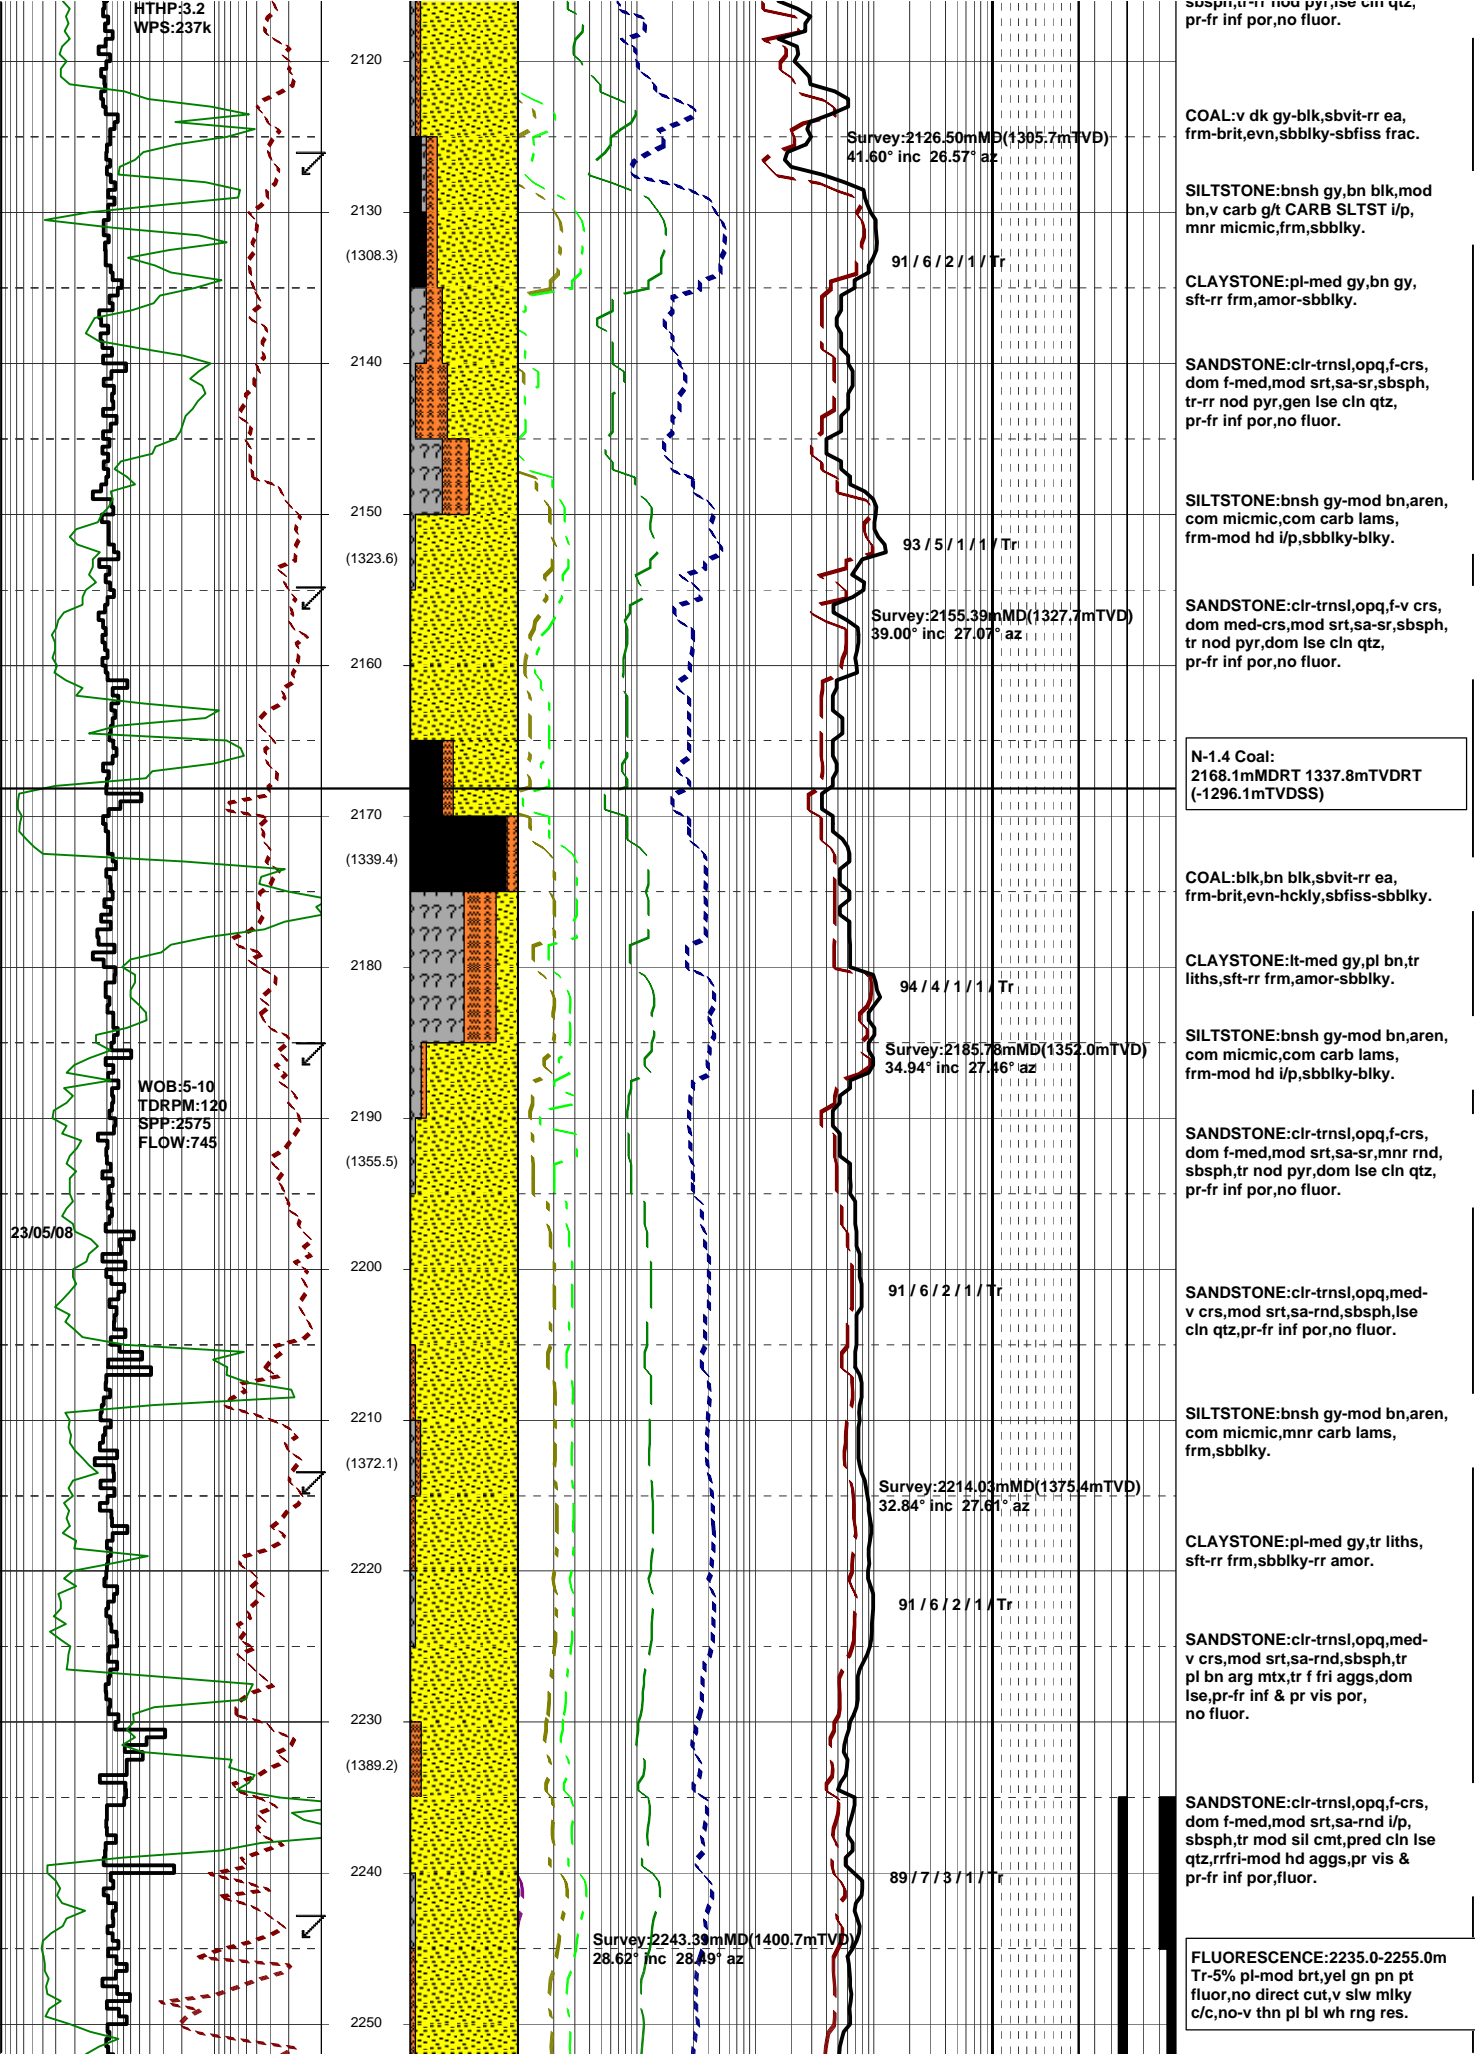 HTHP:3.2
WPS:237k
pr-fr inf por,no fluor.
2120
COAL:v dk gy-blk,sbvit-rr ea,
frm-brit,evn,sbblky-sbfiss frac.
Survey:2126.50mMD(1305.7mTVD)
41.60° inc 26.57° az
SILTSTONE:bnsh gy,bn blk,mod
bn,v carb g/t CARB SLTST i/p,
mnr micmic,frm,sbblky.
2130
(1308.3)
91 / 6 / 2 / 1 / Tr
CLAYSTONE:pl-med gy,bn gy,
sft-rr frm,amor-sbblky.
2140
SANDSTONE:clr-trnsl,opq,f-crs,
dom f-med,mod srt,sa-sr,sbsph,
tr-rr nod pyr,gen lse cln qtz,
pr-fr inf por,no fluor.
SILTSTONE:bnsh gy-mod bn,aren,
com micmic,com carb lams,
frm-mod hd i/p,sbblky-blky.
2150
93 / 5 / 1 / 1 / Tr
(1323.6)
Survey:2155.39mMD(1327.7mTVD)
39.00° inc 27.07° az
SANDSTONE:clr-trnsl,opq,f-v crs,
dom med-crs,mod srt,sa-sr,sbsph,
tr nod pyr,dom lse cln qtz,
pr-fr inf por,no fluor.
2160
N-1.4 Coal:
2168.1mMDRT 1337.8mTVDRT
(-1296.1mTVDSS)
2170
(1339.4)
COAL:blk,bn blk,sbvit-rr ea,
frm-brit,evn-hckly,sbfiss-sbblky.
2180
CLAYSTONE:lt-med gy,pl bn,tr
liths,sft-rr frm,amor-sbblky.
94 / 4 / 1 / 1 / Tr
Survey:2185.78mMD(1352.0mTVD)
34.94° inc 27.46° az
SILTSTONE:bnsh gy-mod bn,aren,
com micmic,com carb lams,
frm-mod hd i/p,sbblky-blky.
WOB:5-10
TDRPM:120
SPP:2575
FLOW:745
2190
(1355.5)
SANDSTONE:clr-trnsl,opq,f-crs,
dom f-med,mod srt,sa-sr,mnr rnd,
sbsph,tr nod pyr,dom lse cln qtz,
pr-fr inf por,no fluor.
23/05/08
2200
91 / 6 / 2 / 1 / Tr
SANDSTONE:clr-trnsl,opq,med-
v crs,mod srt,sa-rnd,sbsph,lse
cln qtz,pr-fr inf por,no fluor.
2210
SILTSTONE:bnsh gy-mod bn,aren,
com micmic,mnr carb lams,
frm,sbblky.
(1372.1)
Survey:2214.03mMD(1375.4mTVD)
32.84° inc 27.61° az
CLAYSTONE:pl-med gy,tr liths,
sft-rr frm,sbblky-rr amor.
2220
91 / 6 / 2 / 1 / Tr
SANDSTONE:clr-trnsl,opq,med-
v crs,mod srt,sa-rnd,sbsph,tr
pl bn arg mtx,tr f fri aggs,dom
lse,pr-fr inf & pr vis por,
no fluor.
2230
(1389.2)
SANDSTONE:clr-trnsl,opq,f-crs,
dom f-med,mod srt,sa-rnd i/p,
sbsph,tr mod sil cmt,pred cln lse
qtz,rrfri-mod hd aggs,pr vis &
pr-fr inf por,fluor.
2240
89 / 7 / 3 / 1 / Tr
Survey:2243.39mMD(1400.7mTVD)
28.62° inc 28.49° az
FLUORESCENCE:2235.0-2255.0m
Tr-5% pl-mod brt,yel gn pn pt
fluor,no direct cut,v slw mlky
c/c,no-v thn pl bl wh rng res.
2250